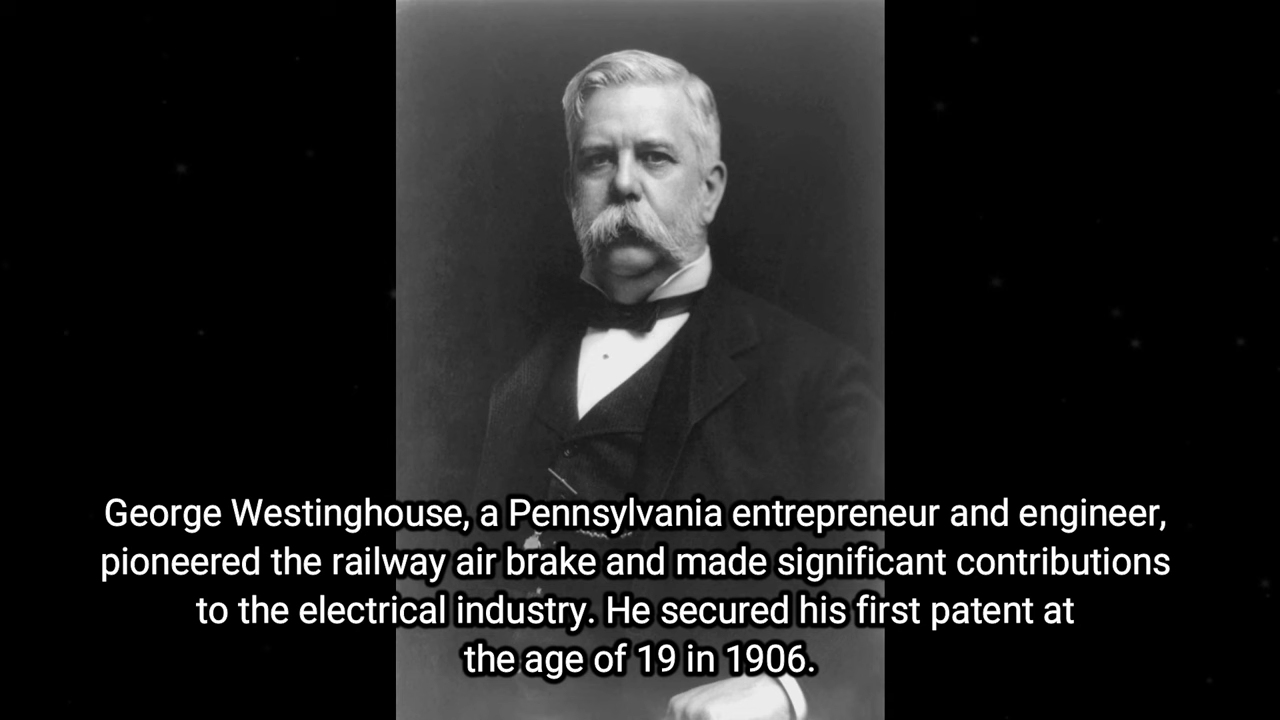 George Westinghouse, a Pennsylvania entrepreneur and engineer,
pioneered the railway air brake and made significant contributions
to the electrical industry. He secured his first patent at
the age of 19 in 1906.